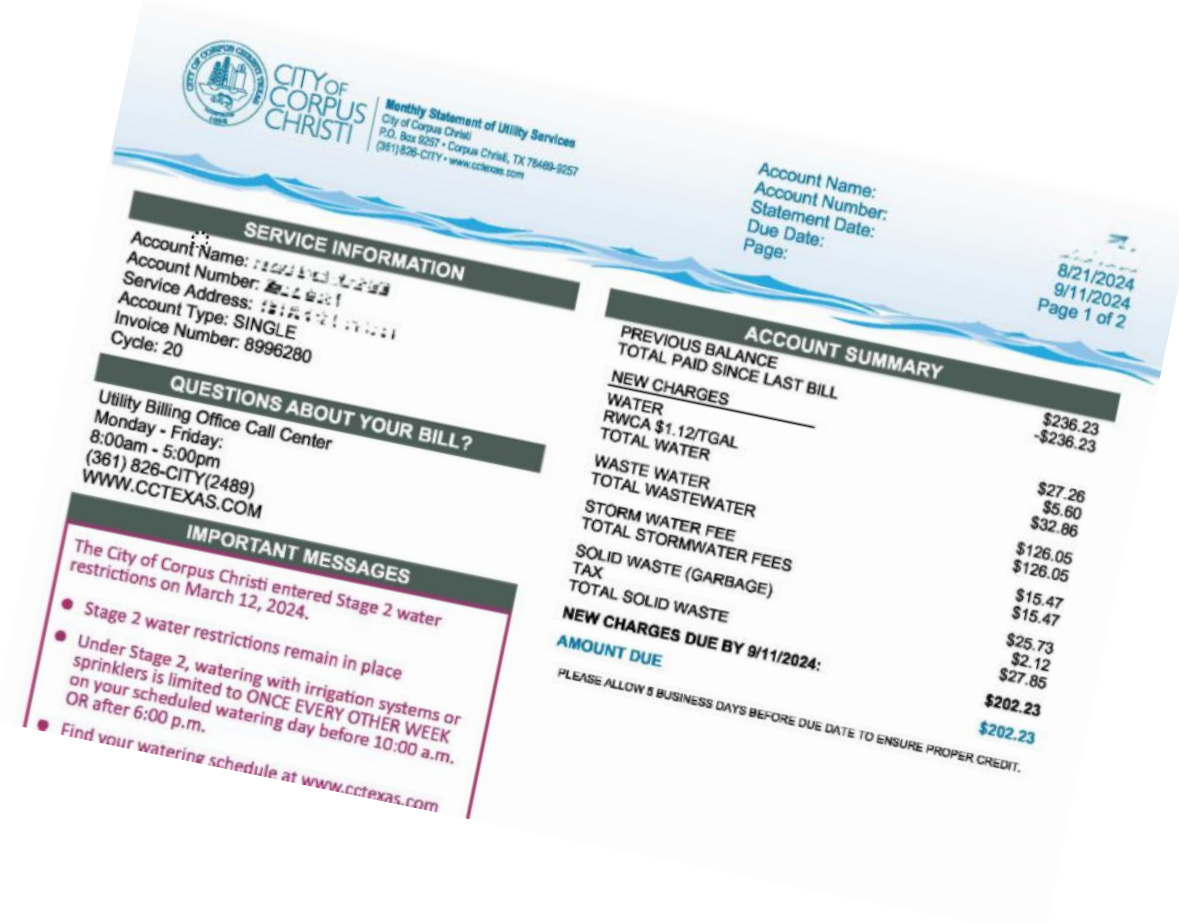 CITY OF CORPUS CHRISTI TEXAS
CITY OF
CORPUS
CHRISTI
Monthly Statement of Utility Services
City of Corpus Christi
P.O. Box 9257 • Corpus Christi, TX 78469-9257
(361) 826-CITY • www.cctexas.com
Account Name:
Account Number:
Statement Date: 8/21/2024
Due Date: 9/11/2024
Page: Page 1 of 2
SERVICE INFORMATION
Account Name:
Account Number:
Service Address:
Account Type: SINGLE
Invoice Number: 8996280
Cycle: 20
QUESTIONS ABOUT YOUR BILL?
Utility Billing Office Call Center
Monday - Friday:
8:00am - 5:00pm
(361) 826-CITY(2489)
WWW.CCTEXAS.COM
IMPORTANT MESSAGES
The City of Corpus Christi entered Stage 2 water
restrictions on March 12, 2024.
• Stage 2 water restrictions remain in place
• Under Stage 2, watering with irrigation systems or
sprinklers is limited to ONCE EVERY OTHER WEEK
on your scheduled watering day before 10:00 a.m.
OR after 6:00 p.m.
• Find your watering schedule at www.cctexas.com
ACCOUNT SUMMARY
PREVIOUS BALANCE $236.23
TOTAL PAID SINCE LAST BILL -$236.23
NEW CHARGES
WATER $27.26
RWCA $1.12/TGAL $5.60
TOTAL WATER $32.86
WASTE WATER $126.05
TOTAL WASTEWATER $126.05
STORM WATER FEE $15.47
TOTAL STORMWATER FEES $15.47
SOLID WASTE (GARBAGE) $25.73
TAX $2.12
TOTAL SOLID WASTE $27.85
NEW CHARGES DUE BY 9/11/2024: $202.23
AMOUNT DUE $202.23
PLEASE ALLOW 5 BUSINESS DAYS BEFORE DUE DATE TO ENSURE PROPER CREDIT.